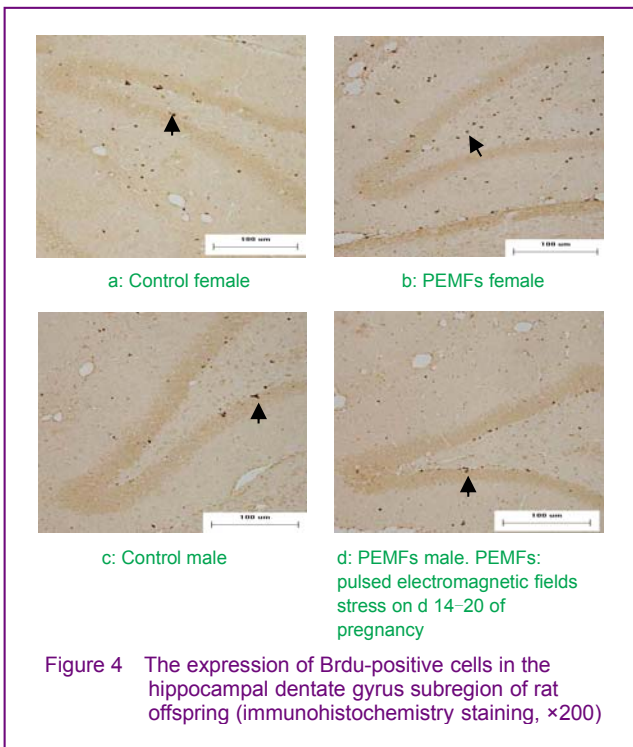 100 um
100 um
a: Control female
b: PEMFs female
100 um
100 um
c: Control male
d: PEMFs male. PEMFs:
pulsed electromagnetic fields
stress on d 14–20 of
pregnancy
Figure 4 The expression of Brdu-positive cells in the
hippocampal dentate gyrus subregion of rat
offspring (immunohistochemistry staining, ×200)